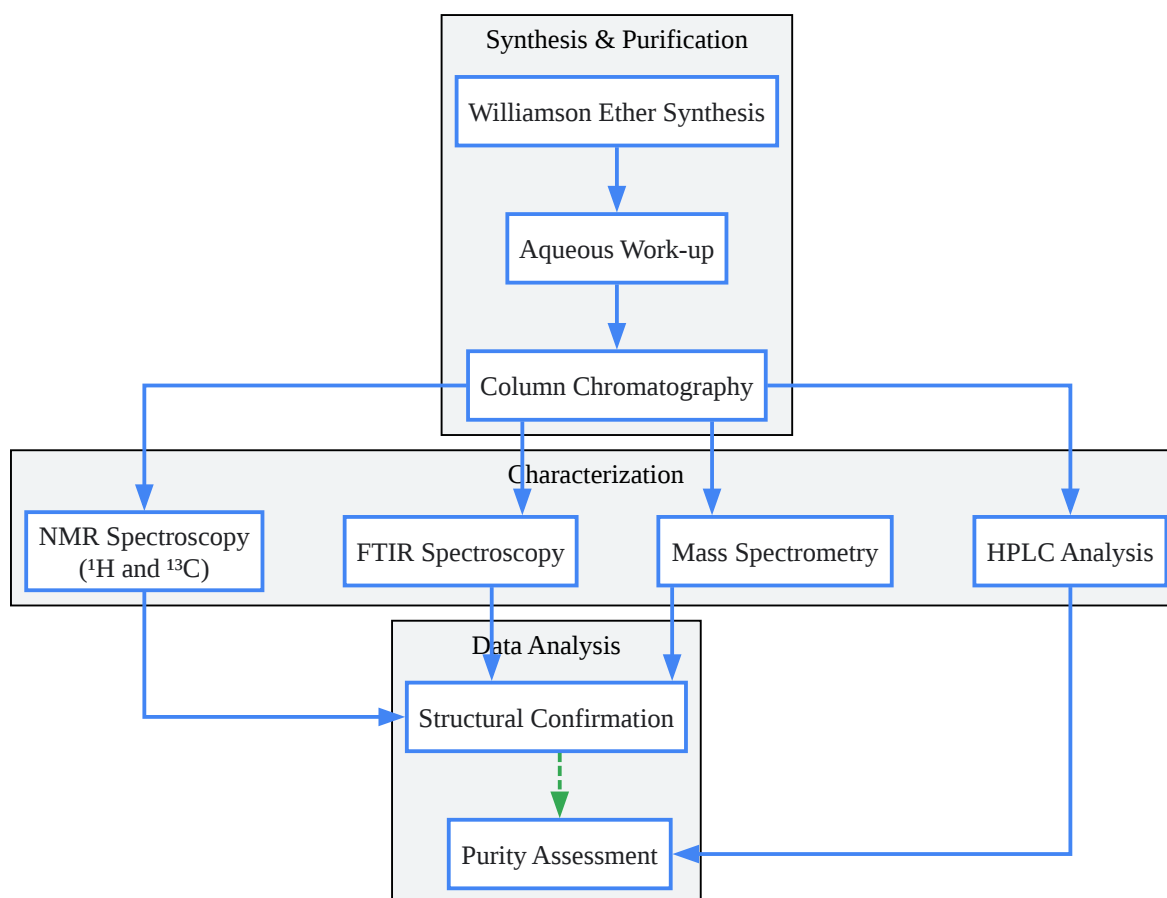 Synthesis & Purification
Williamson Ether Synthesis
Aqueous Work-up
Column Chromatography
Characterization
NMR Spectroscopy
(¹H and ¹³C)
FTIR Spectroscopy
Mass Spectrometry
HPLC Analysis
Data Analysis
Structural Confirmation
Purity Assessment